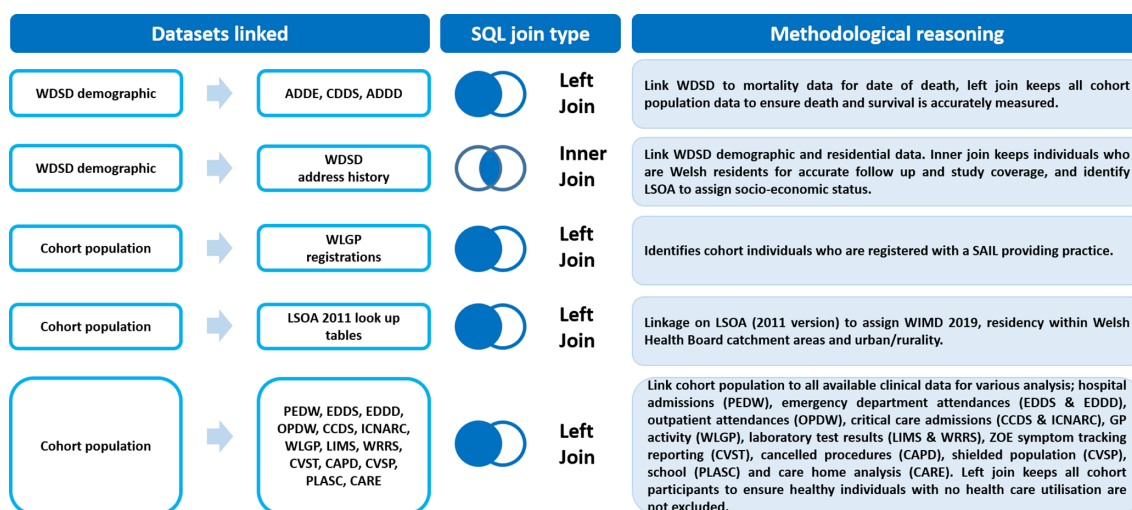 Datasets linked
SQL join type
Methodological reasoning
WDSD demographic
ADDE, CDDS, ADDD
Left
Join
Link WDSD to mortality data for date of death, left join keeps all cohort
population data to ensure death and survival is accurately measured.
WDSD demographic
WDSD
address history
Inner
Join
Link WDSD demographic and residential data. Inner join keeps individuals who
are Welsh residents for accurate follow up and study coverage, and identify
LSOA to assign socio-economic status.
Cohort population
WLGP
registrations
Left
Join
Identifies cohort individuals who are registered with a SAIL providing practice.
Cohort population
LSOA 2011 look up
tables
Left
Join
Linkage on LSOA (2011 version) to assign WIMD 2019, residency within Welsh
Health Board catchment areas and urban/rurality.
Cohort population
PEDW, EDDS, EDDD,
OPDW, CCDS, ICNARC,
WLGP, LIMS, WRRS,
CVST, CAPD, CVSP,
PLASC, CARE
Left
Join
Link cohort population to all available clinical data for various analysis; hospital
admissions (PEDW), emergency department attendances (EDDS & EDDD),
outpatient attendances (OPDW), critical care admissions (CCDS & ICNARC), GP
activity (WLGP), laboratory test results (LIMS & WRRS), ZOE symptom tracking
reporting (CVST), cancelled procedures (CAPD), shielded population (CVSP),
school (PLASC) and care home analysis (CARE). Left join keeps all cohort
participants to ensure healthy individuals with no health care utilisation are
not excluded.